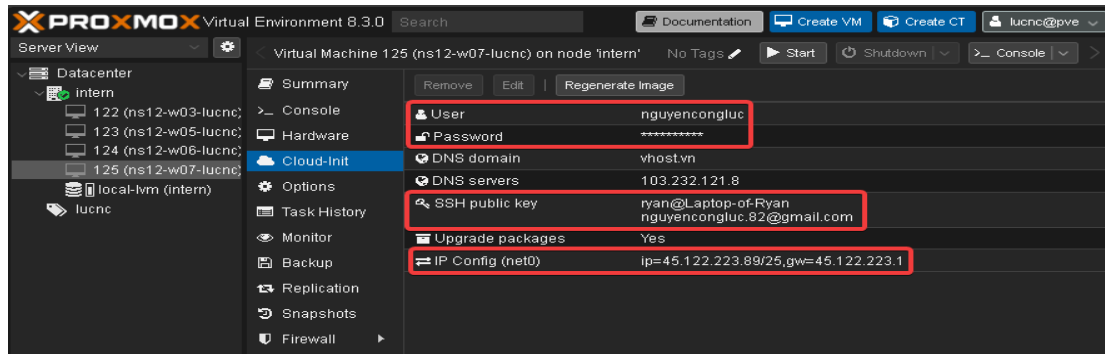 PROXMOX Virtual Environment 8.3.0 Search Documentation Create VM Create CT lucnc@pve
Server View
Virtual Machine 125 (ns12-w07-lucnc) on node 'intern' No Tags Start Shutdown Console
Datacenter
intern
122 (ns12-w03-lucnc)
123 (ns12-w05-lucnc)
124 (ns12-w06-lucnc)
125 (ns12-w07-lucnc)
local-lvm (intern)
lucnc
Summary
Console
Hardware
Cloud-Init
Options
Task History
Monitor
Backup
Replication
Snapshots
Firewall
Remove Edit Regenerate Image
User nguyencongluc
Password **********
DNS domain vhost.vn
DNS servers 103.232.121.8
SSH public key ryan@Laptop-of-Ryan
nguyencongluc.82@gmail.com
Upgrade packages Yes
IP Config (net0) ip=45.122.223.89/25,gw=45.122.223.1